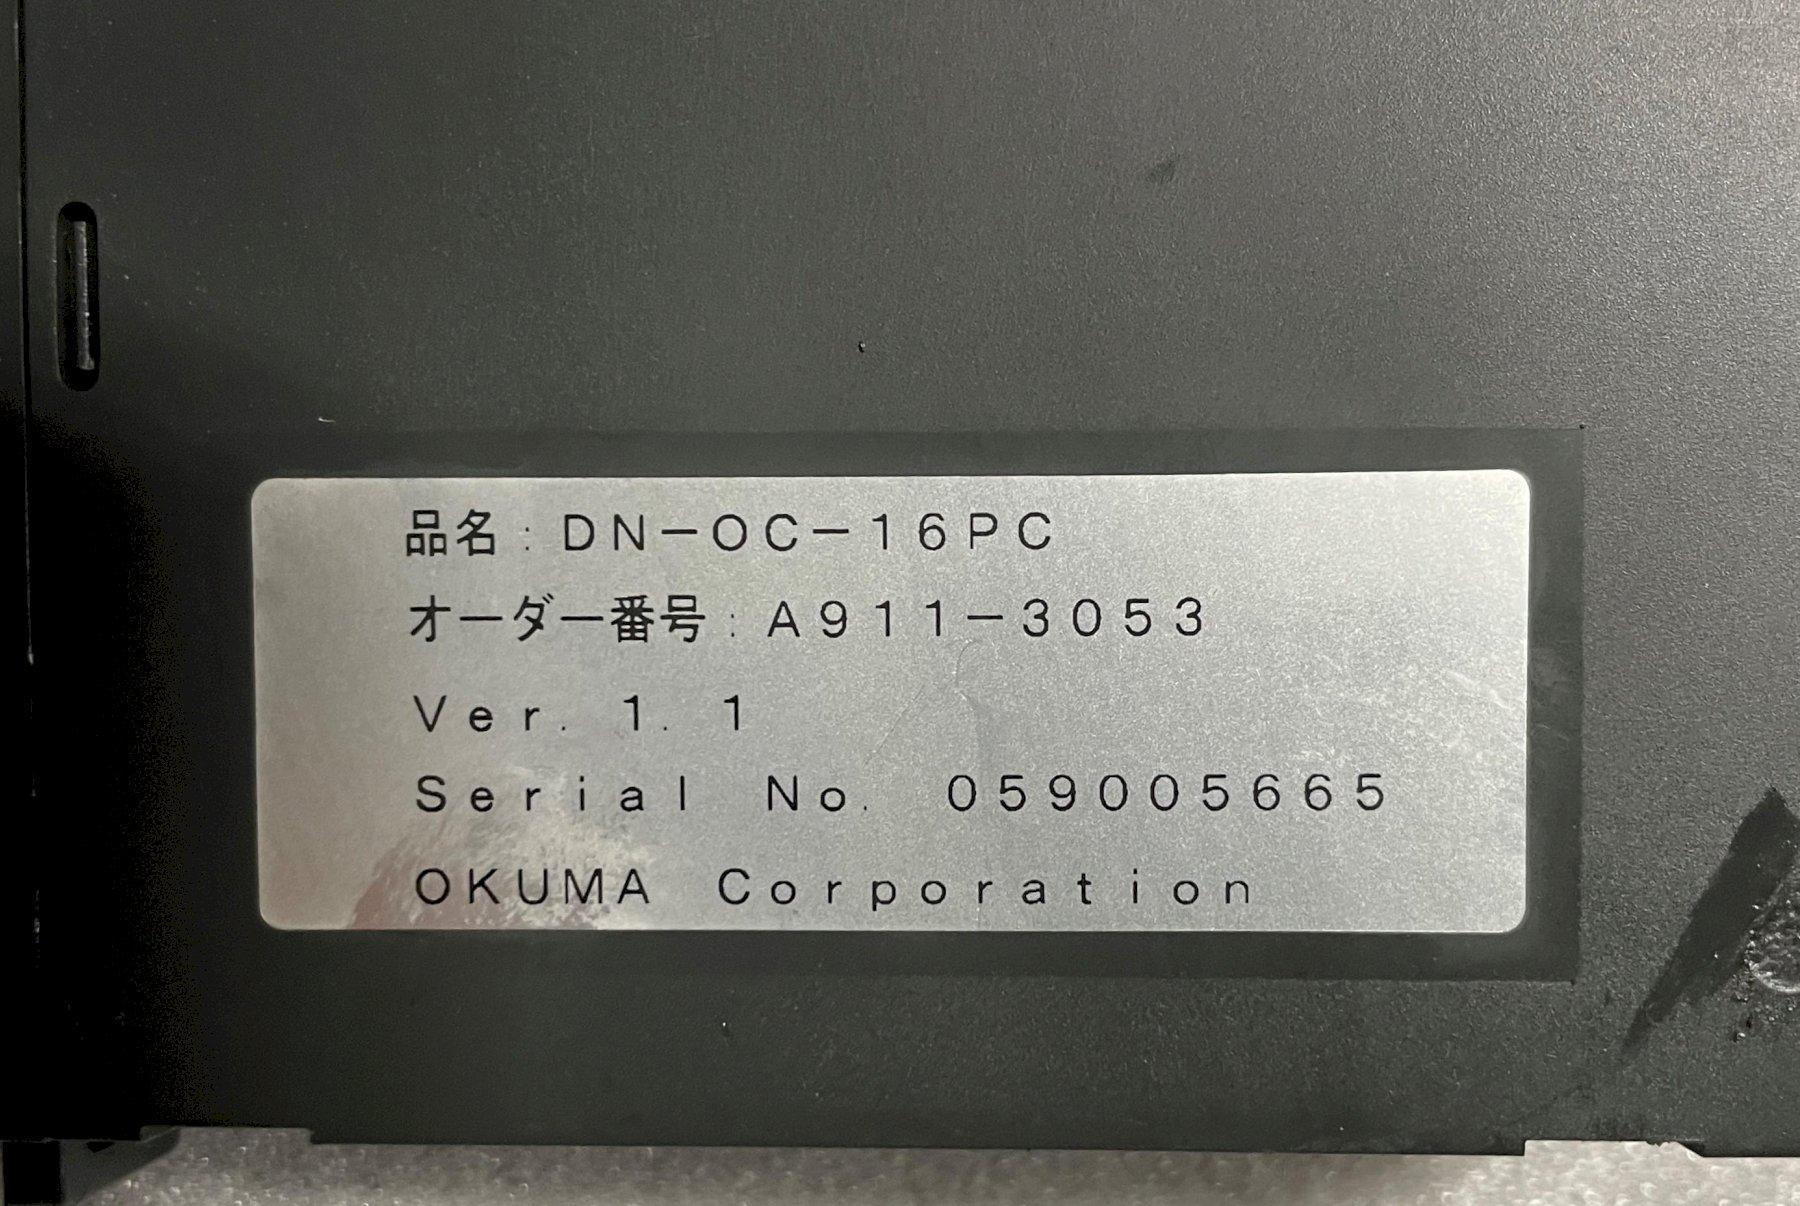 品名：DN－OC－16PC
オーダー番号：A911－3053
Ver. 1. 1
Serial No. 059005665
OKUMA Corporation